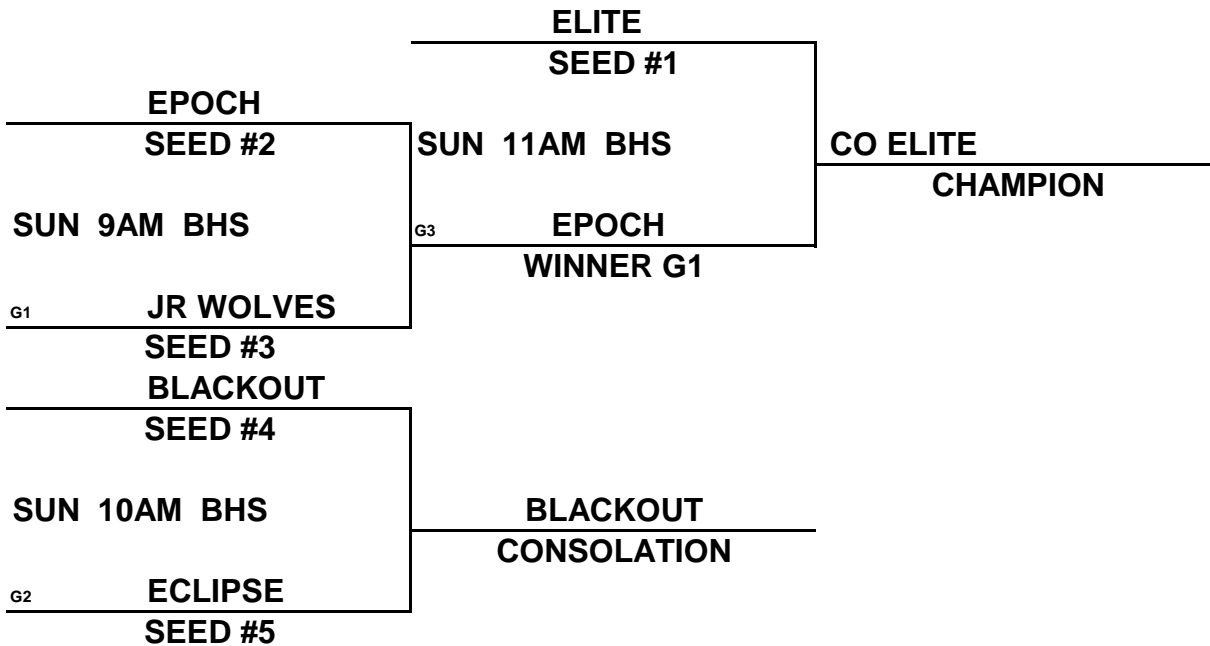 ELITE
SEED #1
EPOCH
SEED #2
SUN 11AM BHS
CO ELITE
CHAMPION
SUN 9AM BHS
G3 EPOCH
WINNER G1
G1 JR WOLVES
SEED #3
BLACKOUT
SEED #4
SUN 10AM BHS
BLACKOUT
CONSOLATION
G2 ECLIPSE
SEED #5